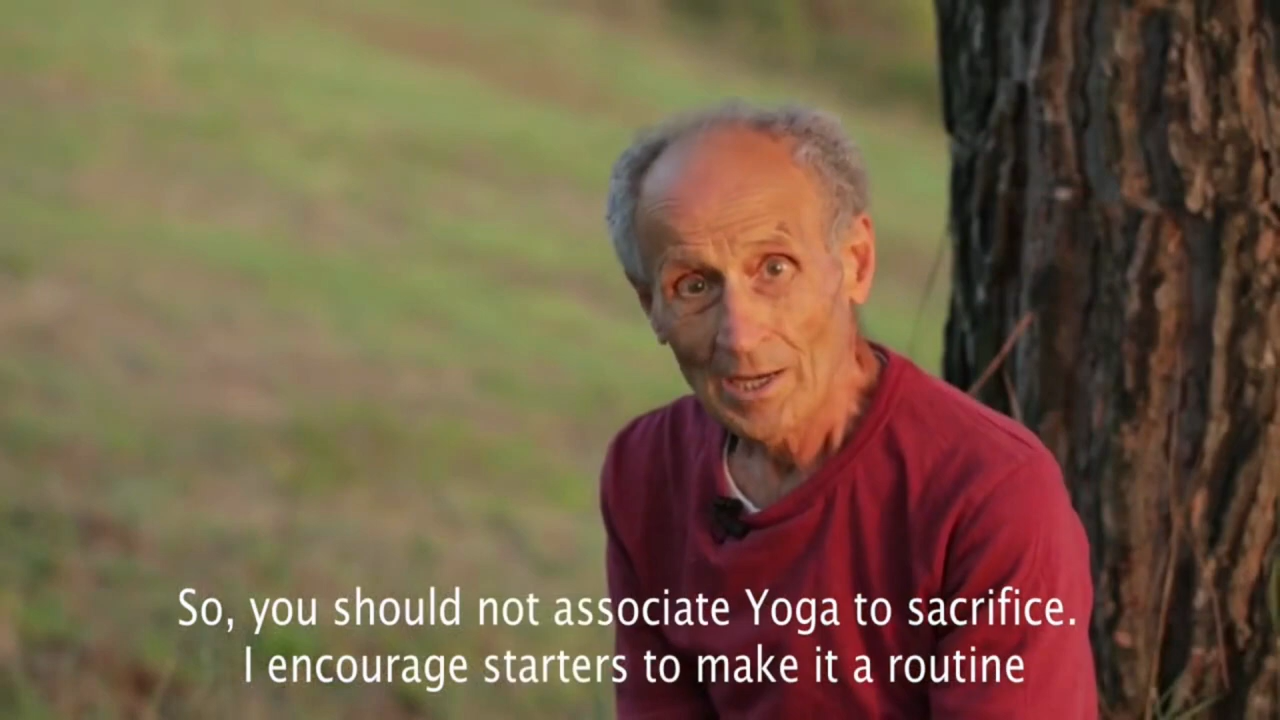 So, you should not associate Yoga to sacrifice.
I encourage starters to make it a routine